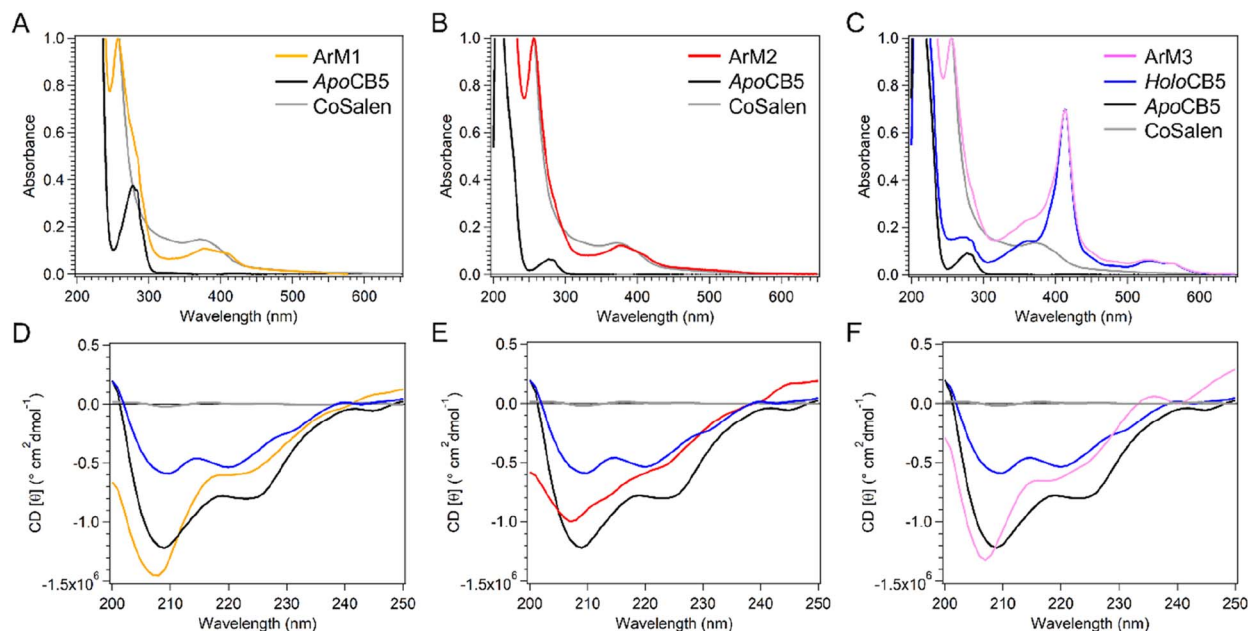 A
ArM1
ApoCB5
CoSalen
Absorbance
1.0
0.8
0.6
0.4
0.2
0.0
200 300 400 500 600
Wavelength (nm)
B
ArM2
ApoCB5
CoSalen
Absorbance
1.0
0.8
0.6
0.4
0.2
0.0
200 300 400 500 600
Wavelength (nm)
C
ArM3
HoloCB5
ApoCB5
CoSalen
Absorbance
1.0
0.8
0.6
0.4
0.2
0.0
200 300 400 500 600
Wavelength (nm)
D
CD [θ] (° cm² dmol⁻¹)
0.5
0.0
-0.5
-1.0
-1.5x10⁶
200 210 220 230 240 250
Wavelength (nm)
E
CD [θ] (° cm² dmol⁻¹)
0.5
0.0
-0.5
-1.0
-1.5x10⁶
200 210 220 230 240 250
Wavelength (nm)
F
CD [θ] (° cm² dmol⁻¹)
0.5
0.0
-0.5
-1.0
-1.5x10⁶
200 210 220 230 240 250
Wavelength (nm)